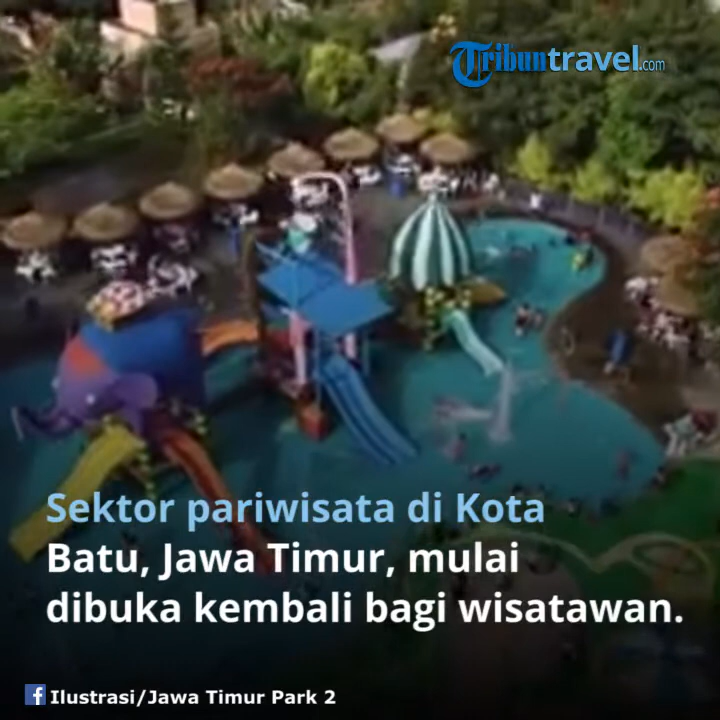 Tribuntravel.com
Sektor pariwisata di Kota
Batu, Jawa Timur, mulai
dibuka kembali bagi wisatawan.
Ilustrasi/Jawa Timur Park 2